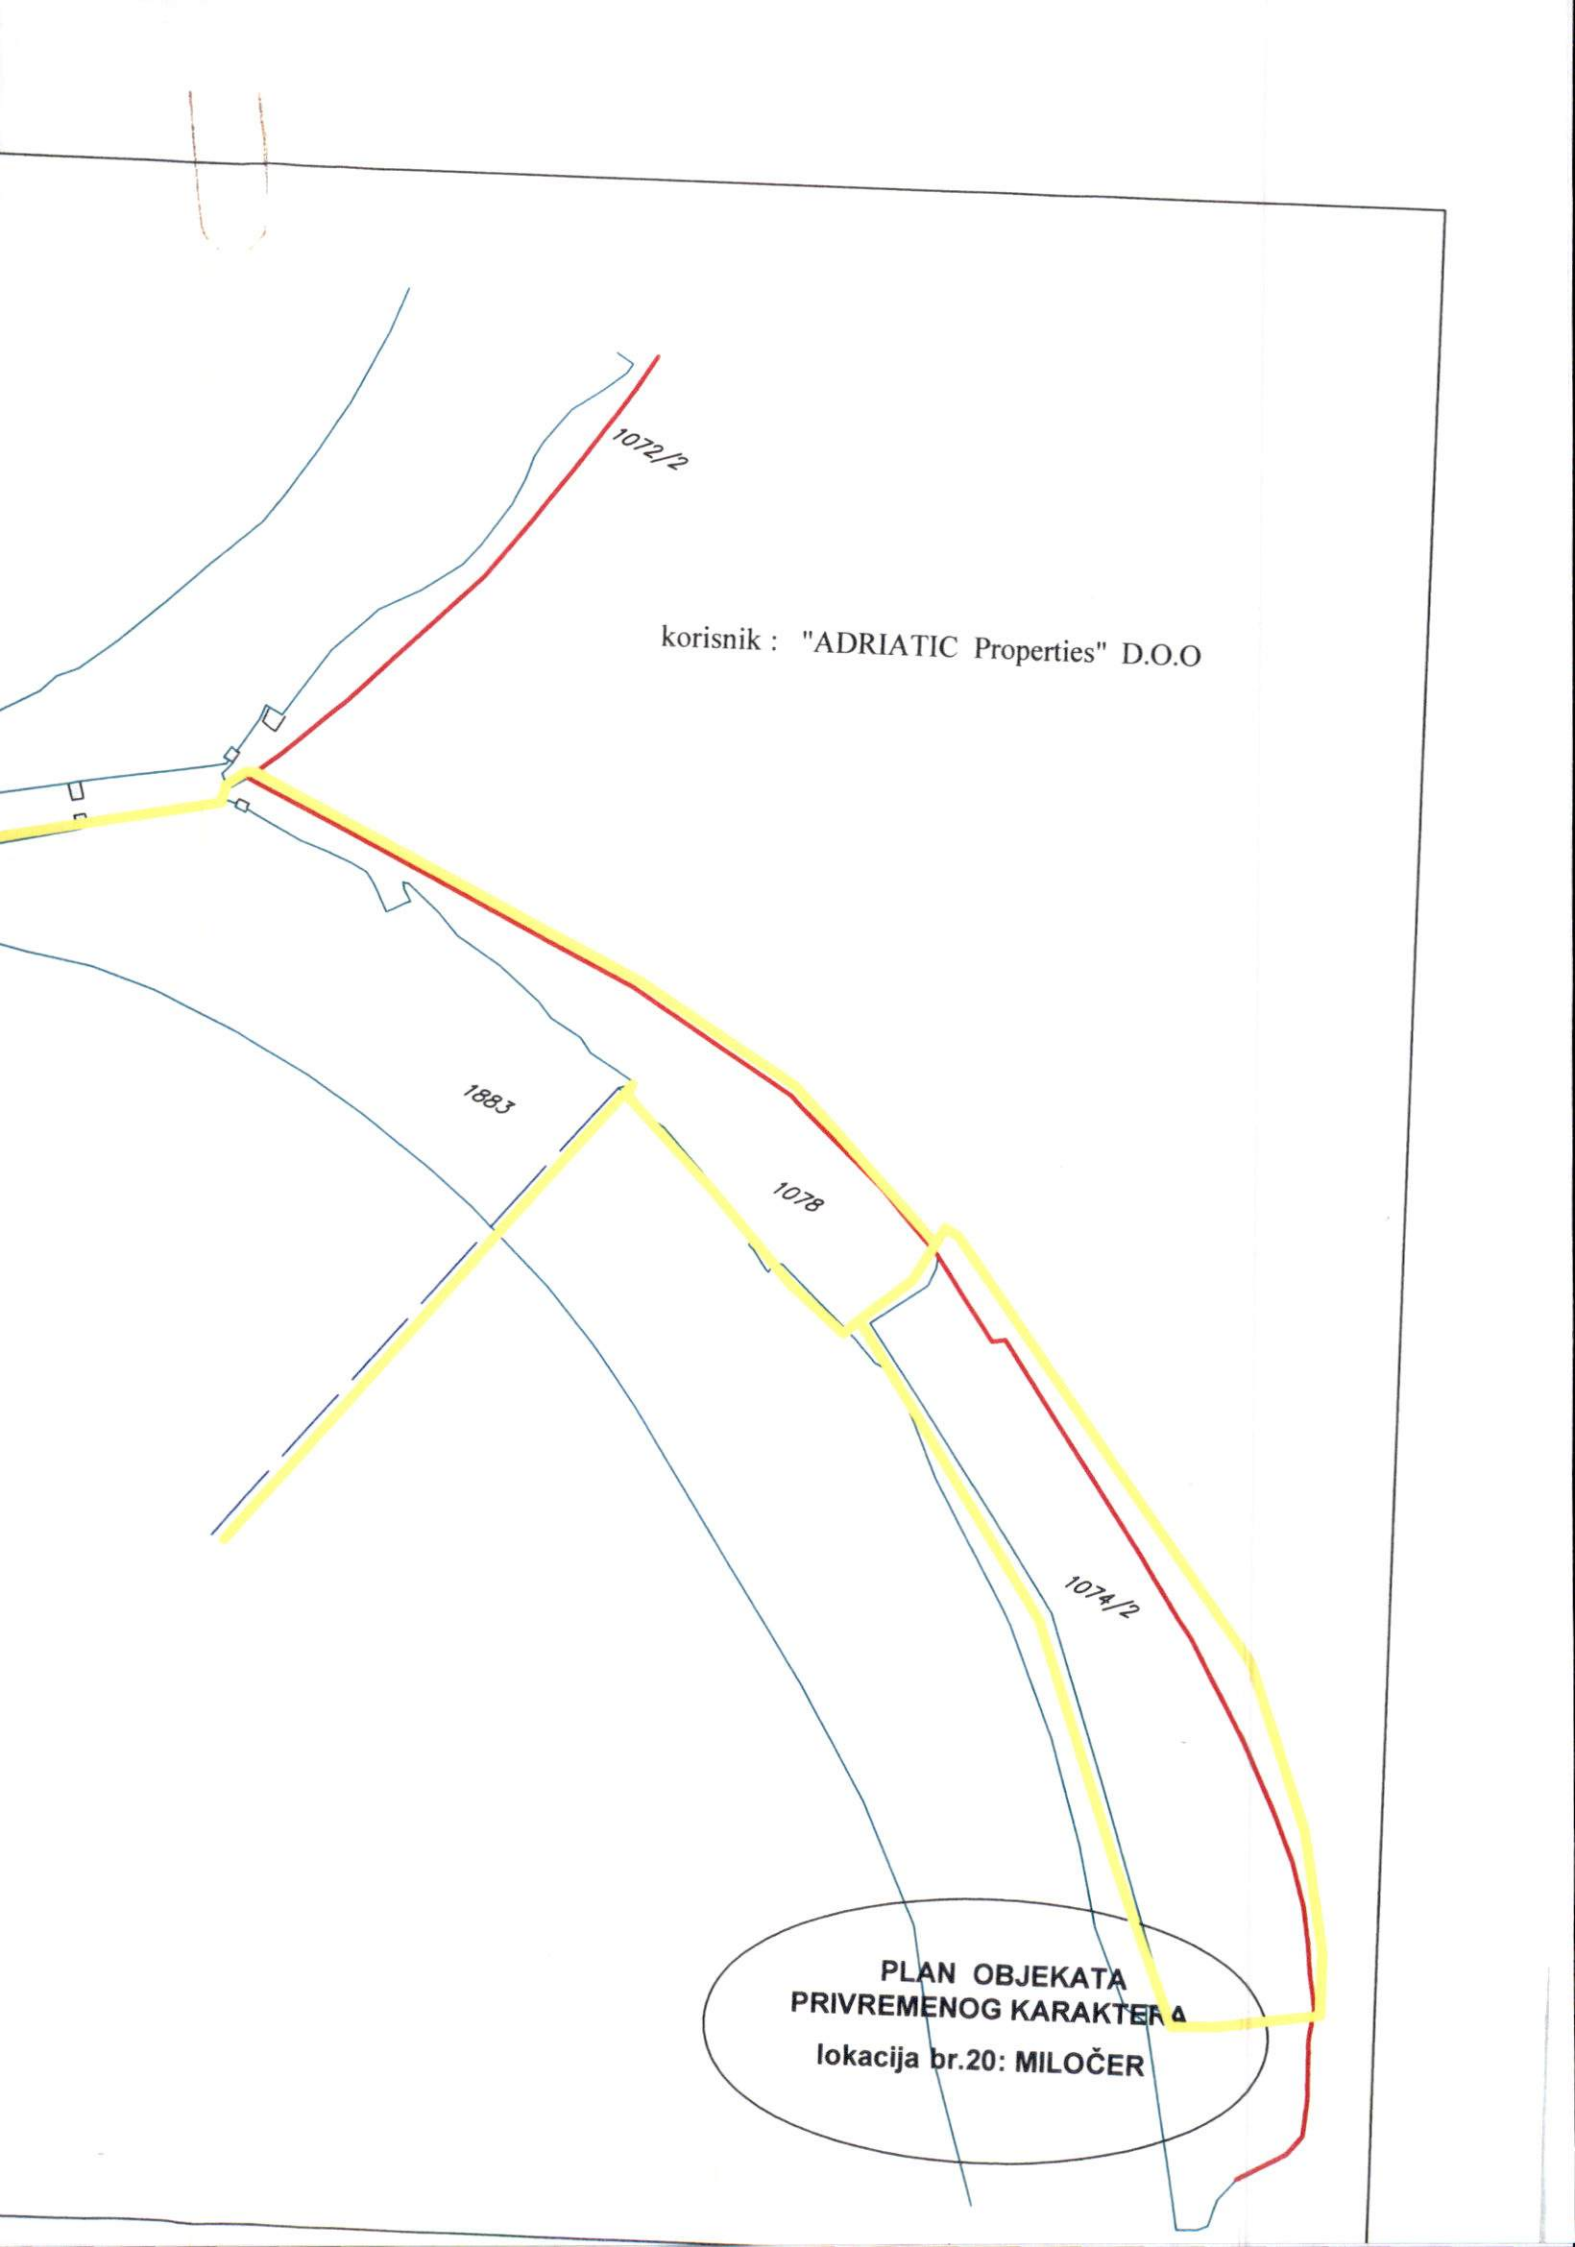 1072/2
korisnik : "ADRIATIC Properties" D.O.O
1883
1078
1074/2
PLAN OBJEKATA
PRIVREMENOG KARAKTERA
lokacija br.20: MILOČER